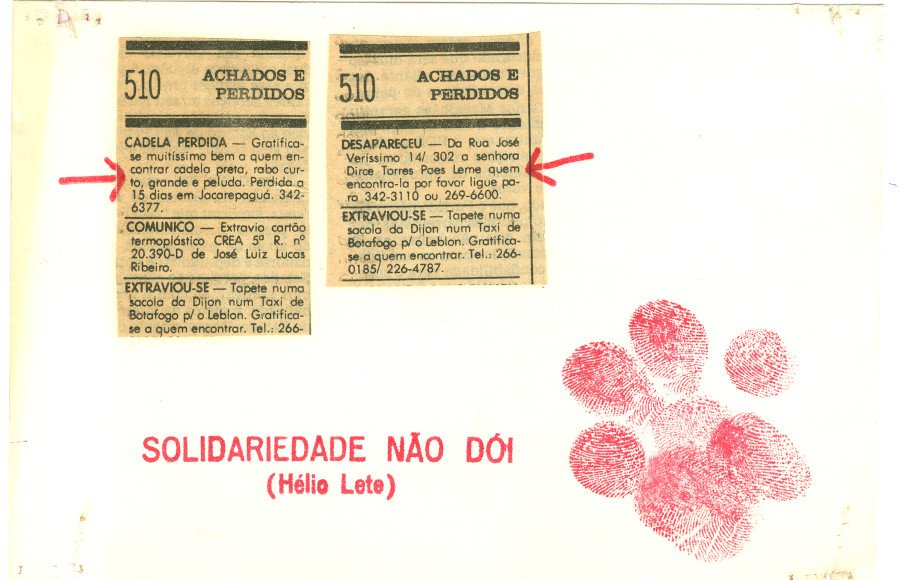 510 ACHADOS E
PERDIDOS
CADELA PERDIDA — Gratifica-
se muitíssimo bem a quem en-
contrar cadela preta, rabo cur-
to, grande e peluda. Perdida a
15 dias em Jacarepaguá. 342-
6377.
COMUNICO — Extravio cartão
termoplástico CREA 5ª R. nº
20.390-D de José Luiz Lucas
Ribeiro.
EXTRAVIOU-SE — Tapete numa
sacola da Dijon num Taxi de
Botafogo p/ o Leblon. Gratifica-
se a quem encontrar. Tel.: 266-
510 ACHADOS E
PERDIDOS
DESAPARECEU — Da Rua José
Veríssimo 14/ 302 a senhora
Dirce Torres Paes Leme quem
encontra-la por favor ligue pa-
ra 342-3110 ou 269-6600.
EXTRAVIOU-SE — Tapete numa
sacola da Dijon num Taxi de
Botafogo p/ o Leblon. Gratifica-
se a quem encontrar. Tel.: 266-
0185/ 226-4787.
SOLIDARIEDADE NÃO DÓI
(Hélio Lete)